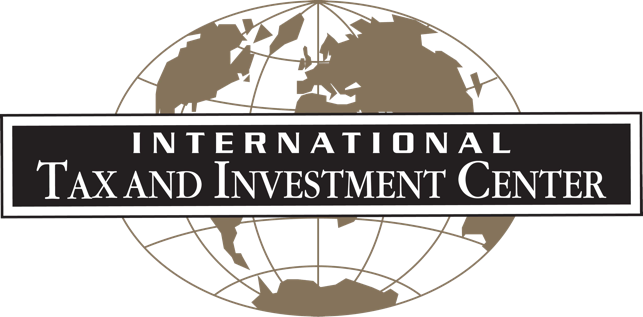 INTERNATIONAL
TAX AND INVESTMENT CENTER